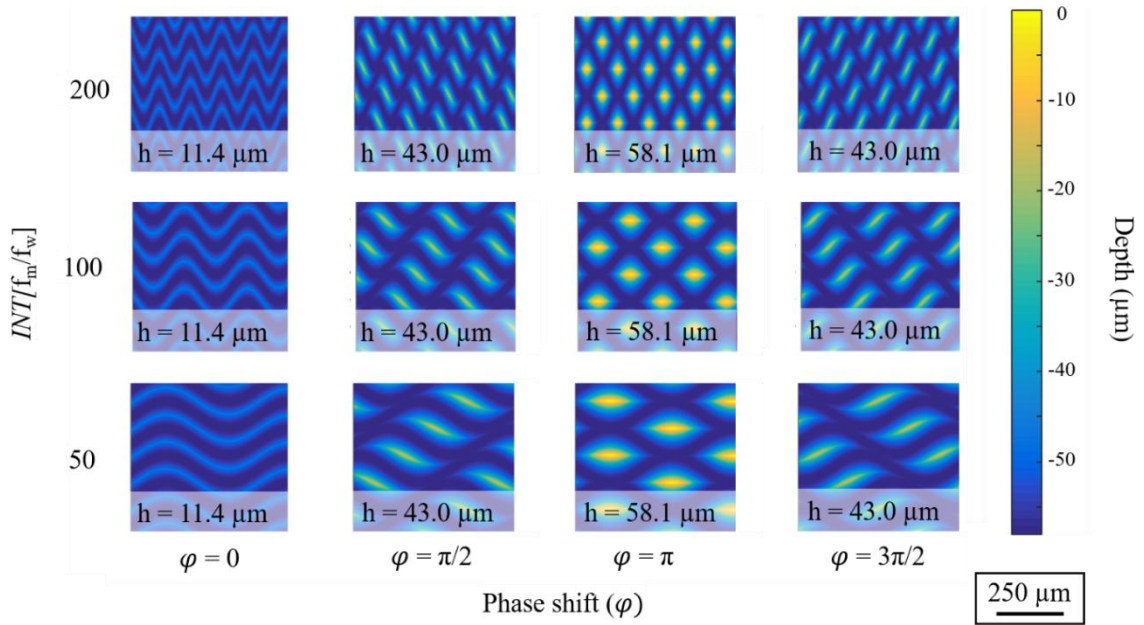 200
h = 11.4 μm
h = 43.0 μm
h = 58.1 μm
h = 43.0 μm
100
h = 11.4 μm
h = 43.0 μm
h = 58.1 μm
h = 43.0 μm
50
h = 11.4 μm
h = 43.0 μm
h = 58.1 μm
h = 43.0 μm
INT[f_m/f_w]
φ = 0
φ = π/2
φ = π
φ = 3π/2
Phase shift (φ)
0
-10
-20
-30
-40
-50
Depth (μm)
250 μm